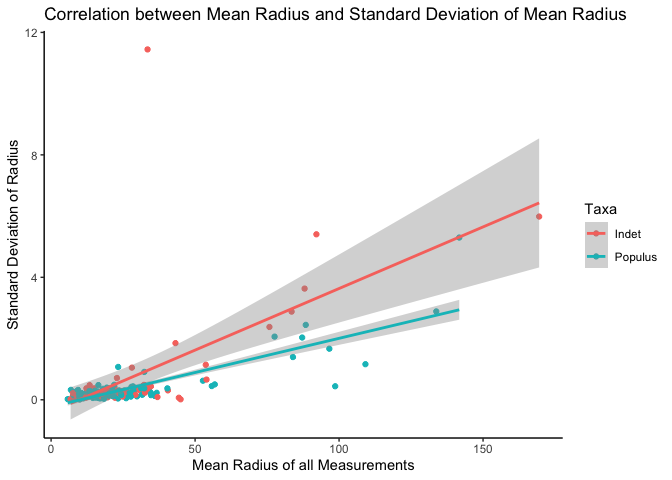 Correlation between Mean Radius and Standard Deviation of Mean Radius
12
8
4
0
Standard Deviation of Radius
0
50
100
150
Mean Radius of all Measurements
Taxa
Indet
Populus